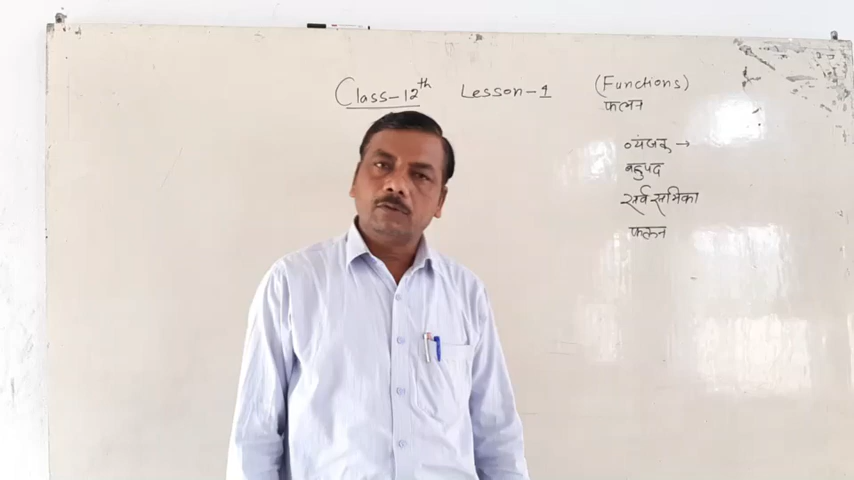 Class-12th Lesson-1 (Functions)
फलन
व्यंजक →
बहुपद
सर्वसमिका
फलन